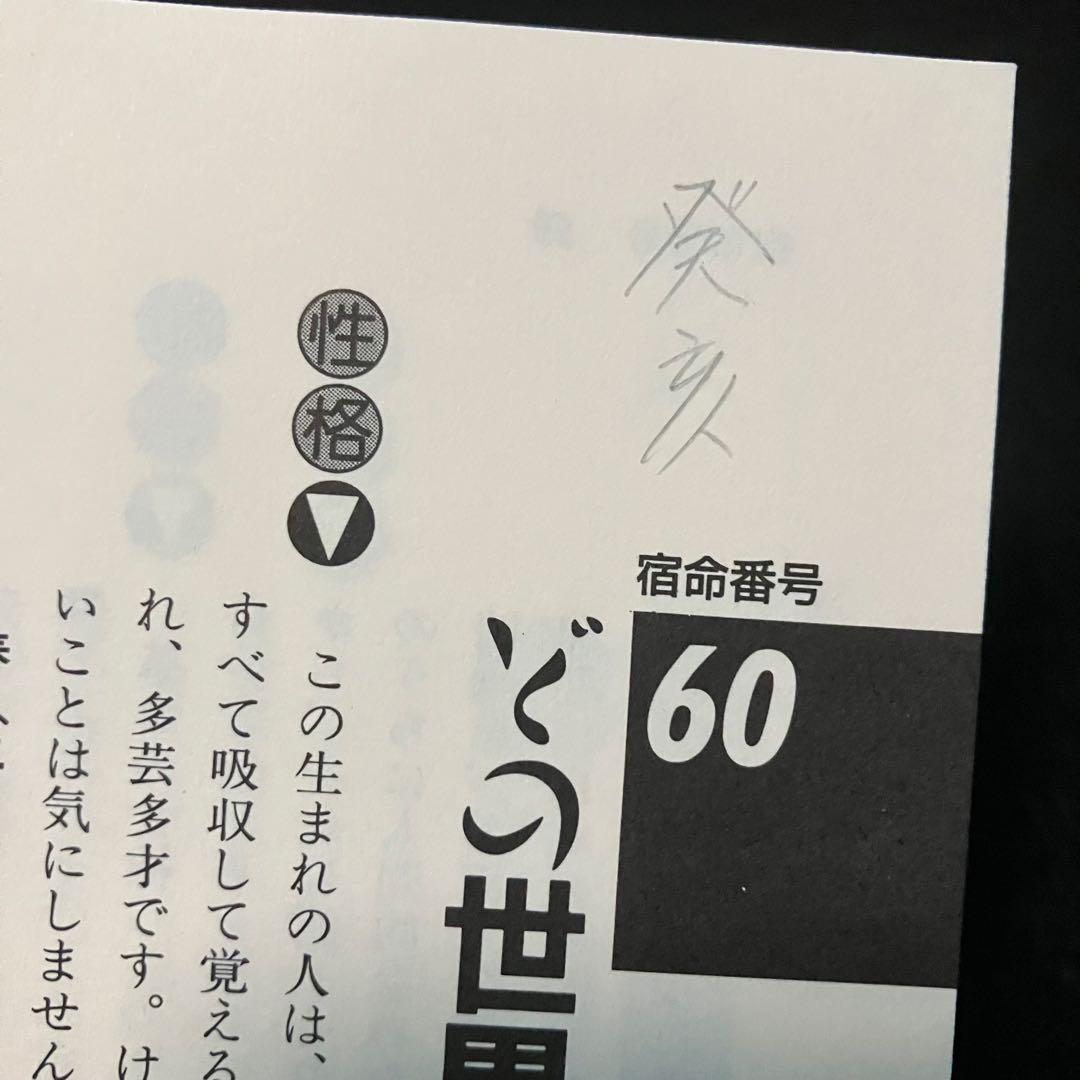 癸亥
宿命番号
60
どの世界
性格▼
この生まれの人は、
すべて吸収して覚える
れ、多芸多才です。け
いことは気にしません